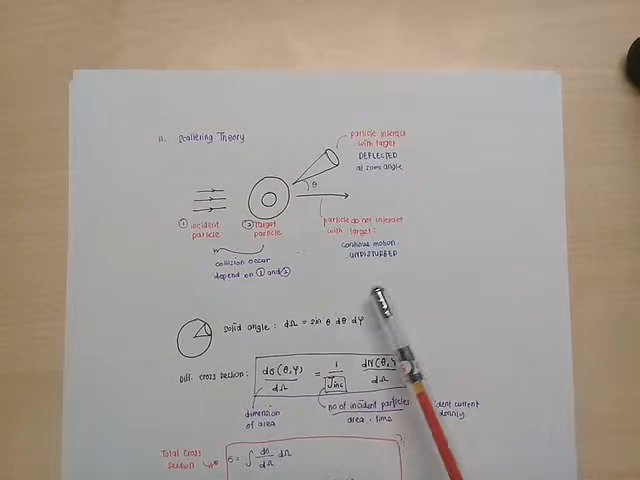 11. Scattering Theory
particle interact
with target
DEFLECTED
at some angle
θ
① incident
particle
② Target
particle
particle do not interact
with target:
continue motion
UNDISTURBED
collision occur
depend on ① and ②
solid angle: dΩ = sin θ dθ dφ
Diff. cross section: dσ(θ,φ)/dΩ = 1/Jinc dN(θ,φ/dΩ
dimension
of area
no of incident particles
area · time
dent current
density
Total Cross
section
σ = ∫ dσ/dΩ dΩ